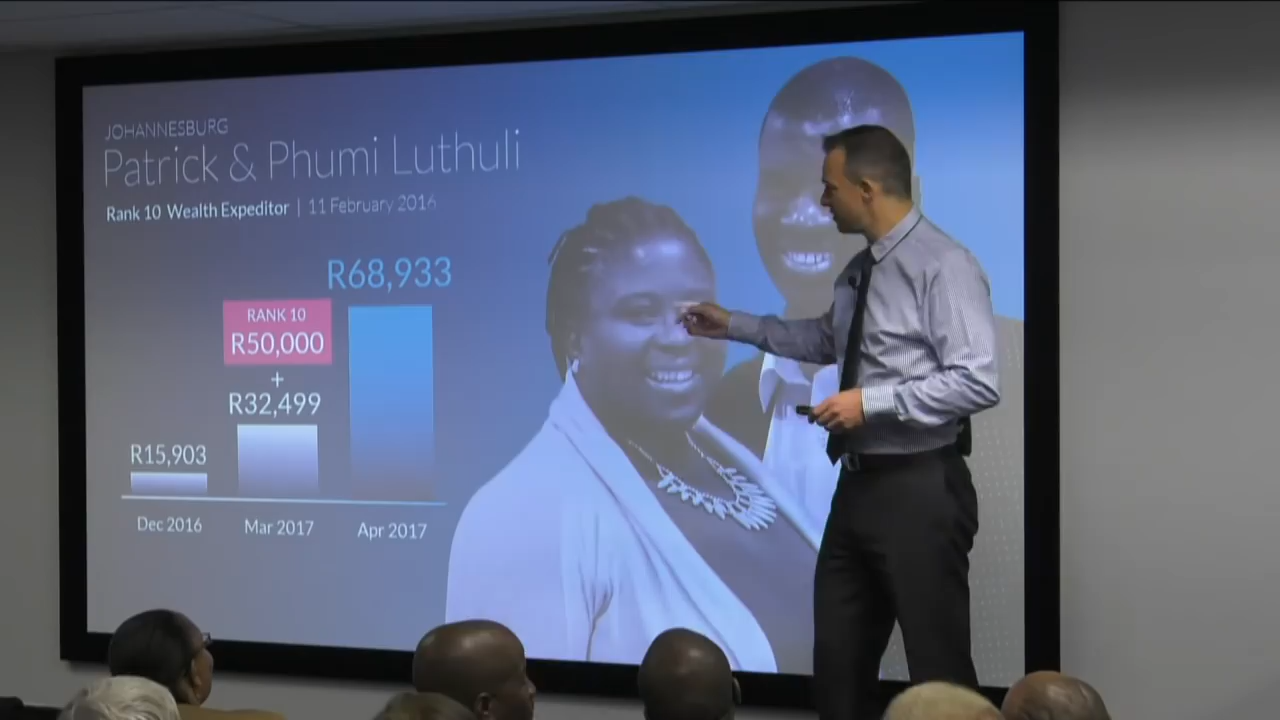 JOHANNESBURG
Patrick & Phumi Luthuli
Rank 10 Wealth Expeditor | 11 February 2016
R68,933
RANK 10
R50,000
+
R32,499
R15,903
Dec 2016
Mar 2017
Apr 2017